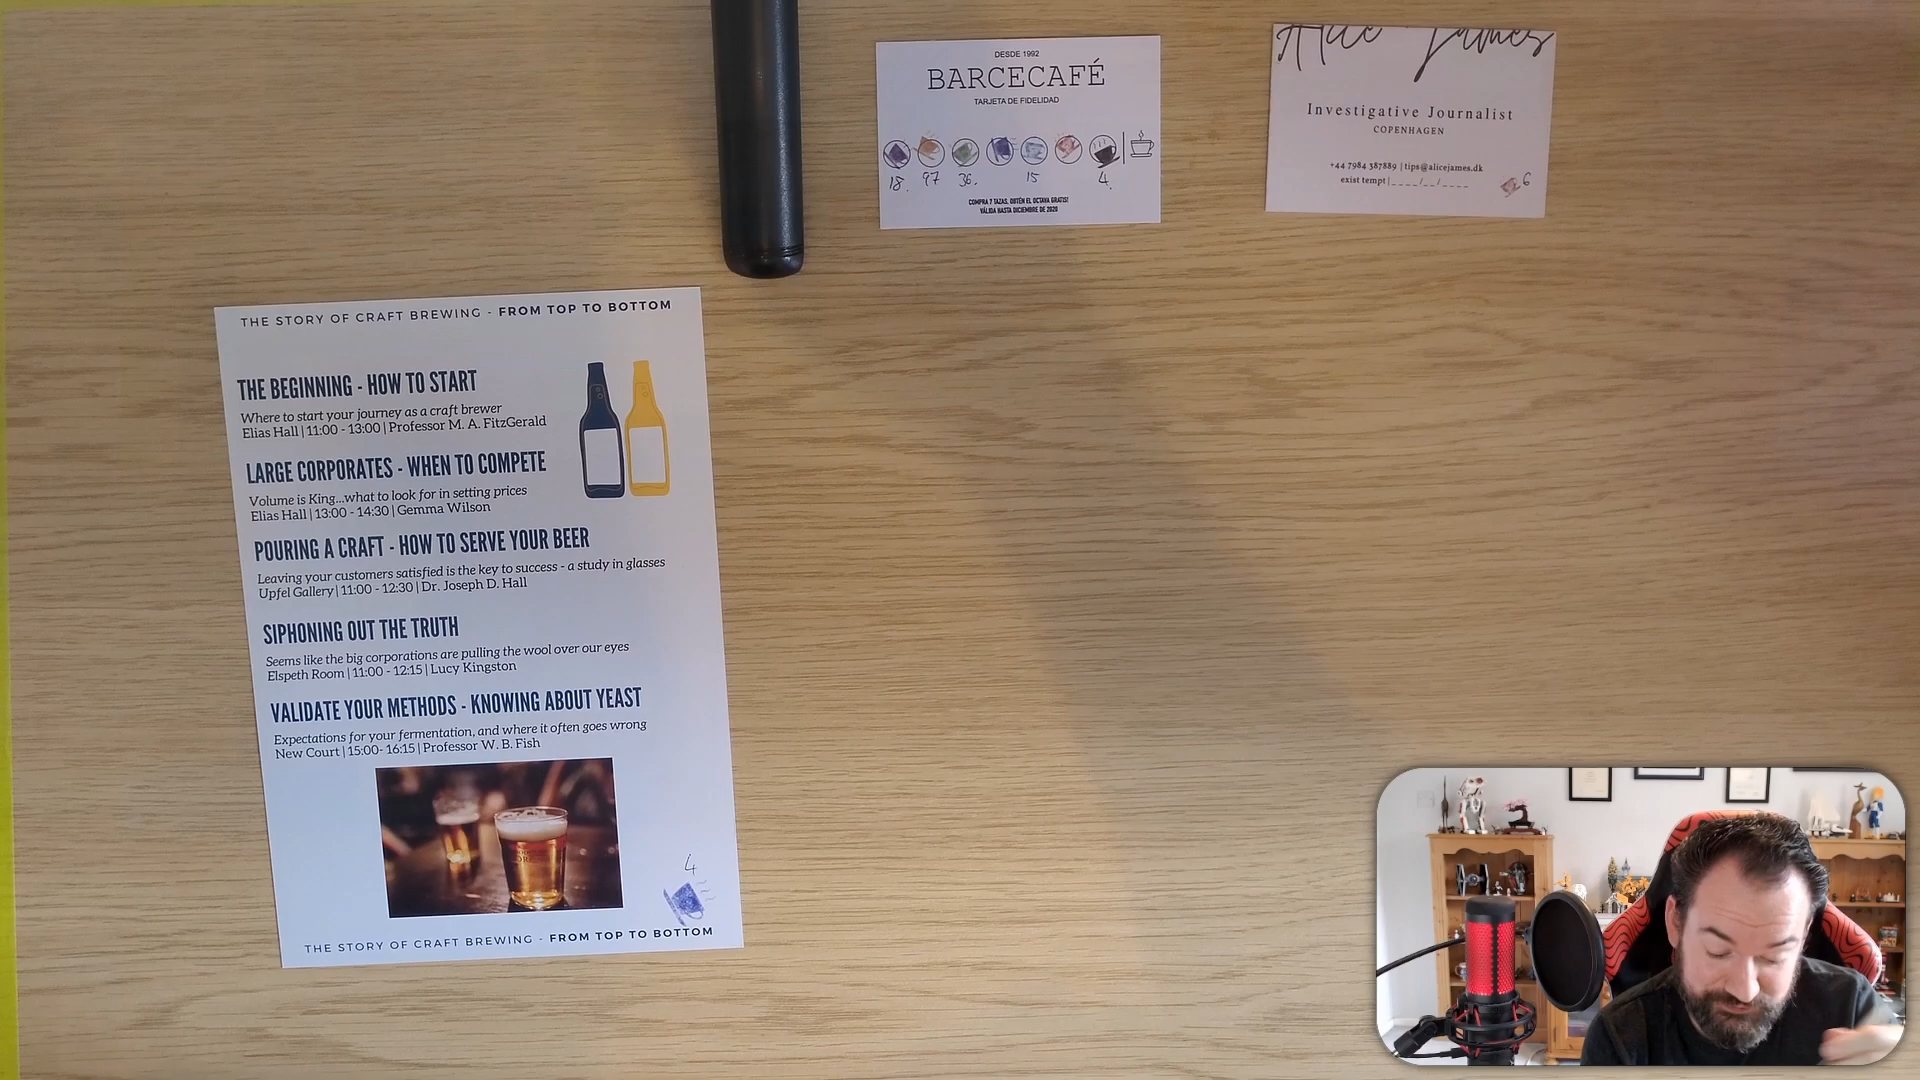 DESDE 1992
BARCECAFÉ
TARJETA DE FIDELIDAD
18. 97 36. 15 4.
COMPRA 7 TAZAS, OBTÉN EL OCTAVA GRATIS!
VÁLIDA HASTA DICIEMBRE DE 2020
Alice James
Investigative Journalist
COPENHAGEN
+44 7984 387889 | tips@alicejames.dk
exist tempt | _ _ _ _ / _ _ / _ _ _ _
6
THE STORY OF CRAFT BREWING - FROM TOP TO BOTTOM
THE BEGINNING - HOW TO START
Where to start your journey as a craft brewer
Elias Hall | 11:00 - 13:00 | Professor M. A. FitzGerald
LARGE CORPORATES - WHEN TO COMPETE
Volume is King...what to look for in setting prices
Elias Hall | 13:00 - 14:30 | Gemma Wilson
POURING A CRAFT - HOW TO SERVE YOUR BEER
Leaving your customers satisfied is the key to success - a study in glasses
Upfel Gallery | 11:00 - 12:30 | Dr. Joseph D. Hall
SIPHONING OUT THE TRUTH
Seems like the big corporations are pulling the wool over our eyes
Elspeth Room | 11:00 - 12:15 | Lucy Kingston
VALIDATE YOUR METHODS - KNOWING ABOUT YEAST
Expectations for your fermentation, and where it often goes wrong
New Court | 15:00- 16:15 | Professor W. B. Fish
4
THE STORY OF CRAFT BREWING - FROM TOP TO BOTTOM